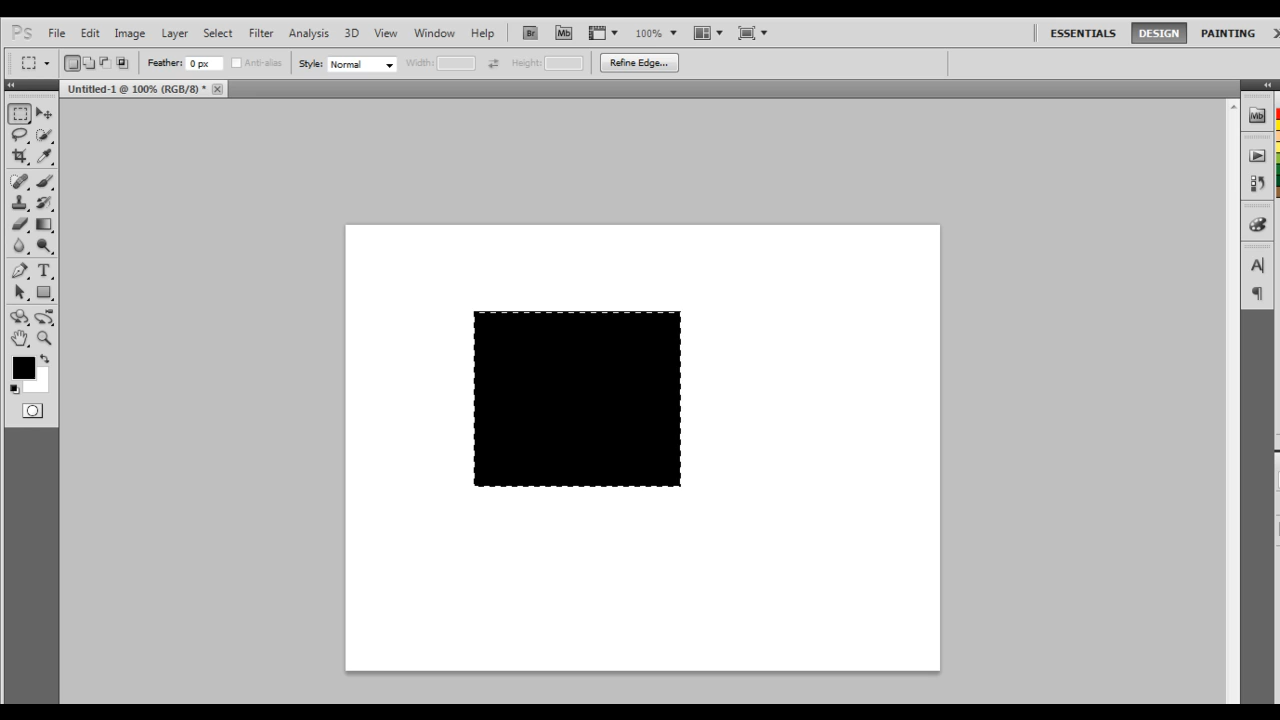 Ps File Edit Image Layer Select Filter Analysis 3D View Window Help Br Mb 100% ESSENTIALS DESIGN PAINTING
Feather: 0 px Anti-alias Style: Normal Width: Height: Refine Edge...
Untitled-1 @ 100% (RGB/8) *
Mb
T
A